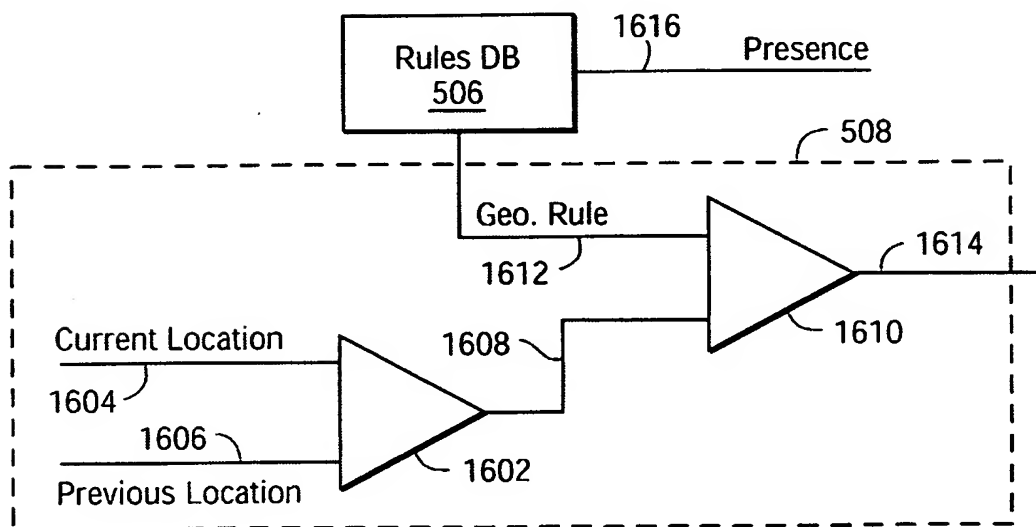 1616
Presence
Rules DB
506
508
Geo. Rule
1612
1614
1610
Current Location
1604
1608
1606
1602
Previous Location